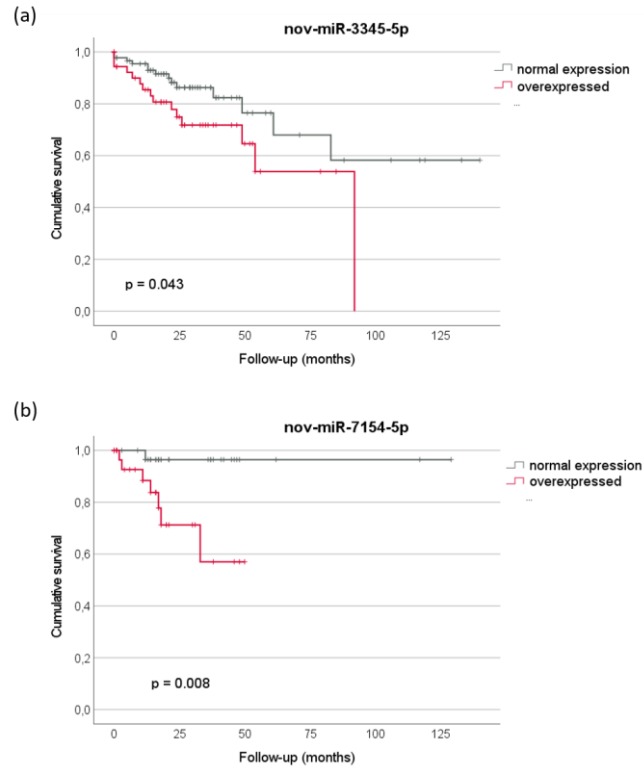 (a)
nov-miR-3345-5p
normal expression
overexpressed
...
Cumulative survival
1,0
0,8
0,6
0,4
0,2
0,0
p = 0.043
0 25 50 75 100 125
Follow-up (months)
(b)
nov-miR-7154-5p
normal expression
overexpressed
...
Cumulative survival
1,0
0,8
0,6
0,4
0,2
0,0
p = 0.008
0 25 50 75 100 125
Follow-up (months)